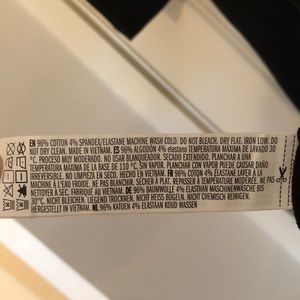 EN 96% COTTON 4% SPANDEX/ELASTANE MACHINE WASH COLD. DO NOT BLEACH. DRY FLAT. IRON LOW. DO
NOT DRY CLEAN. MADE IN VIETNAM. ES 96% ALGODON 4% elastano TEMPERATURA MÁXIMA DE LAVADO 30
°C. PROCESO MUY MODERADO. NO USAR BLANQUEADOR. SECADO EXTENDIDO. PLANCHAR A UNA
TEMPERATURA MÁXIMA DE LA BASE DE 110 °C. SIN VAPOR. PLANCHAR CON VAPOR PUEDE CAUSAR DAÑO
IRREVERSIBLE. NO LIMPIEZA EN SECO. HECHO EN VIETNAM. FR 96% COTON 4% ÉLASTHANE LAVER A LA
MACHINE A L'EAU FROIDE. NE PAS BLANCHIR. SÉCHER À PLAT. REPASSER À TEMPÉRATURE MODÉRÉE. NE
PAS NETTOYER À SEC. FABRIQUÉ AU VIETNAM. DE 96% BAUMWOLLE 4% ELASTHAN MASCHINENWÄSCHE BIS
30°C. NICHT BLEICHEN. LIEGEND TROCKNEN. NICHT HEISS BÜGELN. NICHT CHEMISCH REINIGEN.
HERGESTELLT IN VIETNAM. NL 96% KATOEN 4% ELASTAAN KOUD WASSEN